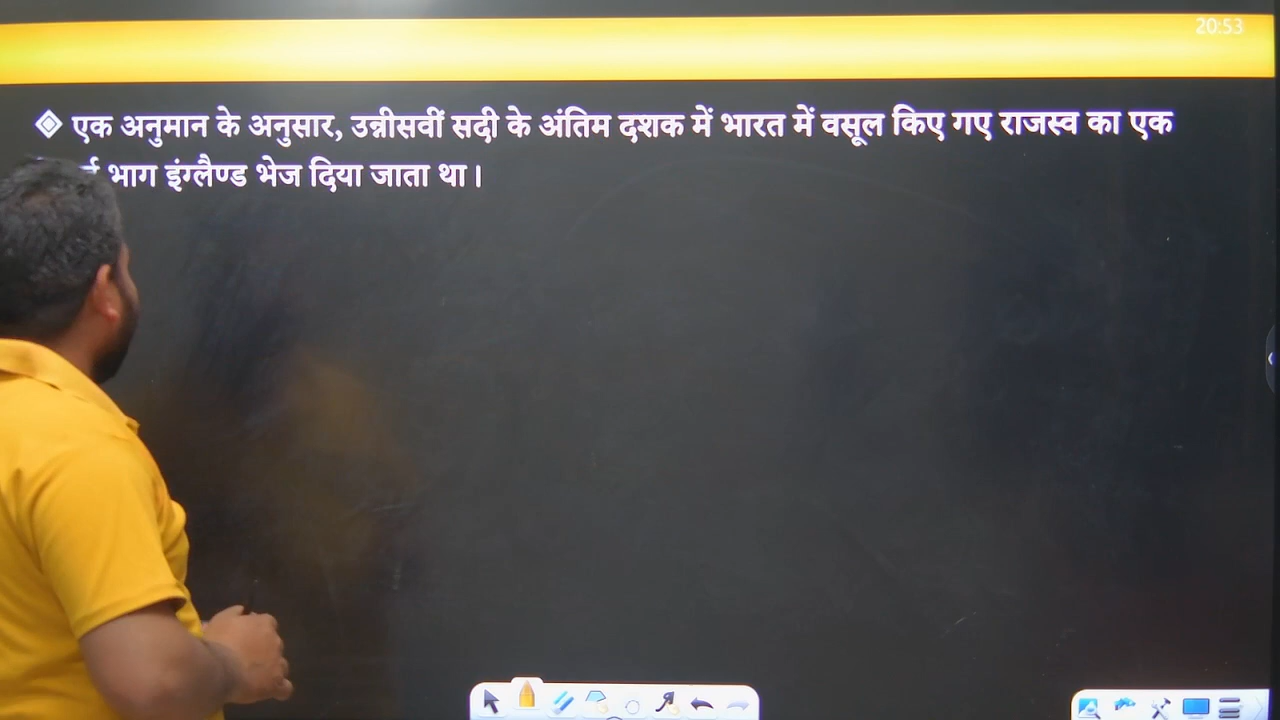 20:53
एक अनुमान के अनुसार, उन्नीसवीं सदी के अंतिम दशक में भारत में वसूल किए गए राजस्व का एक
भाग इंग्लैण्ड भेज दिया जाता था।